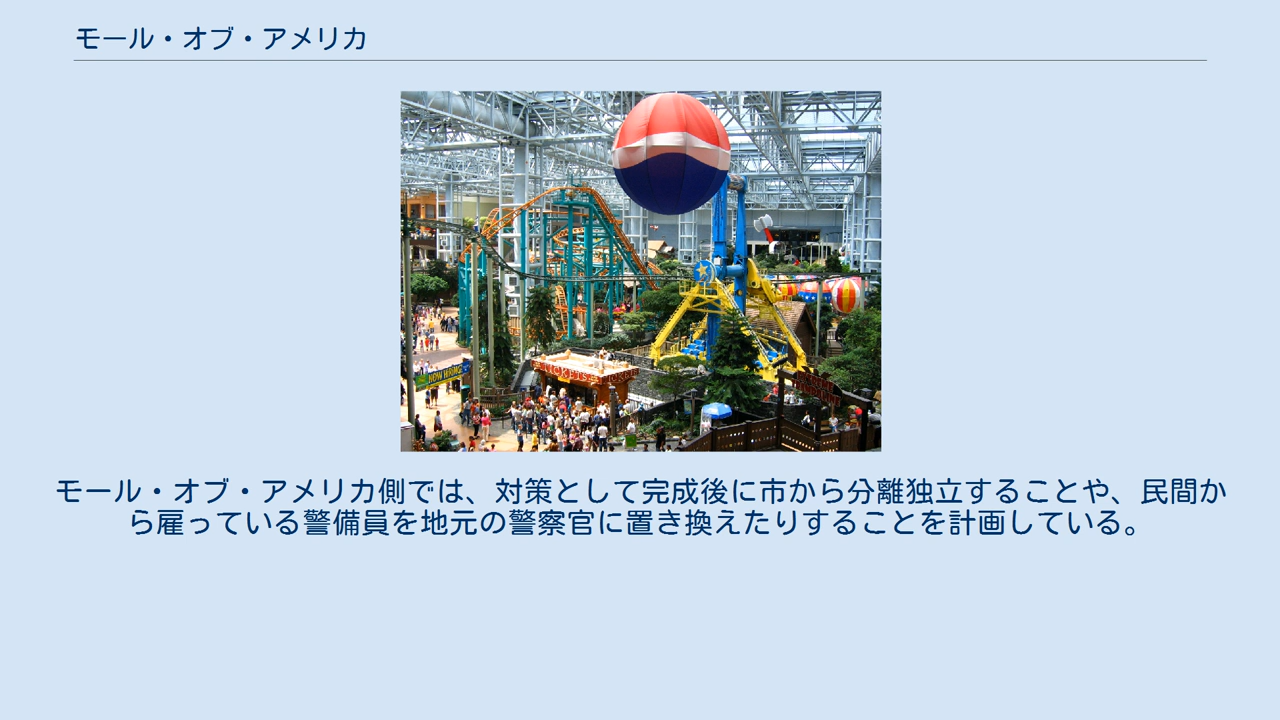 モール・オブ・アメリカ
NOW HIRING
TICKETS TICKETS
モール・オブ・アメリカ側では、対策として完成後に市から分離独立することや、民間か
ら雇っている警備員を地元の警察官に置き換えたりすることを計画している。